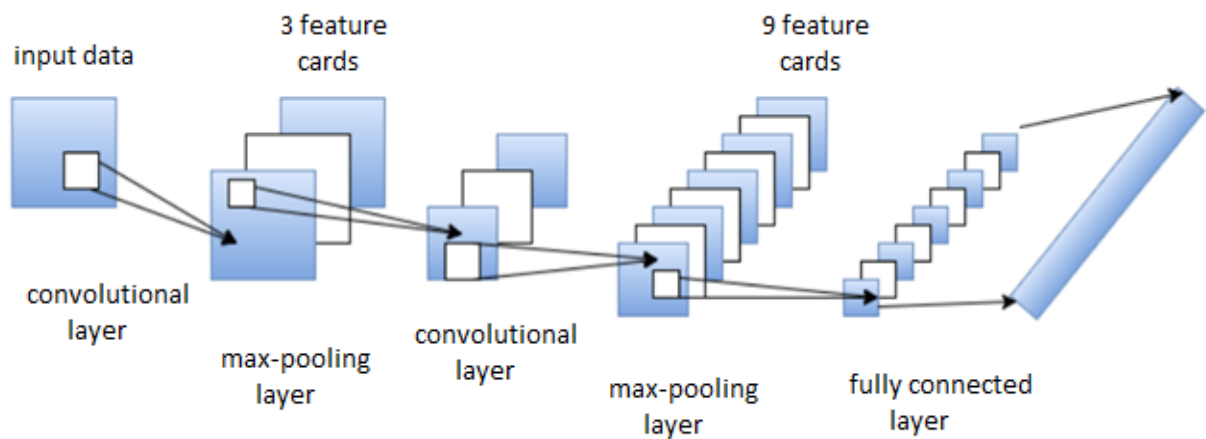 input data
3 feature
cards
9 feature
cards
convolutional
layer
max-pooling
layer
convolutional
layer
max-pooling
layer
fully connected
layer